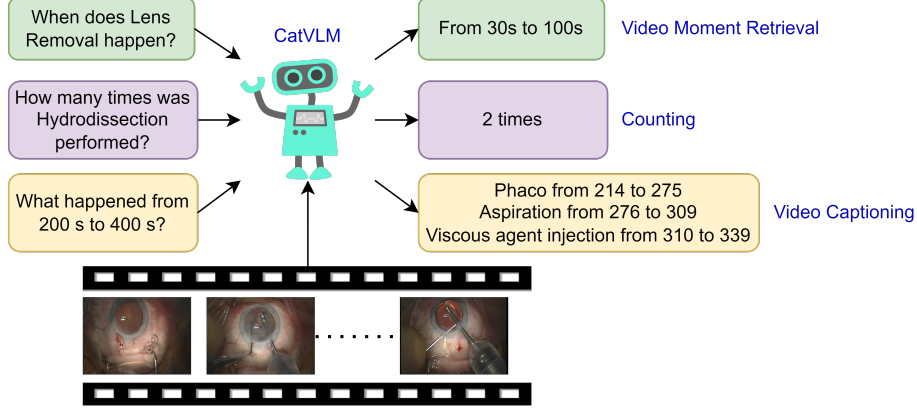 When does Lens
Removal happen?
CatVLM
From 30s to 100s
Video Moment Retrieval
How many times was
Hydrodissection
performed?
2 times
Counting
What happened from
200 s to 400 s?
Phaco from 214 to 275
Aspiration from 276 to 309
Viscous agent injection from 310 to 339
Video Captioning